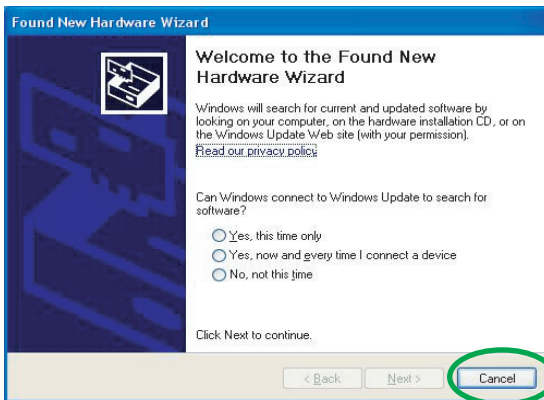 Found New Hardware Wizard
Welcome to the Found New
Hardware Wizard
Windows will search for current and updated software by
looking on your computer, on the hardware installation CD, or on
the Windows Update Web site (with your permission).
Read our privacy policy
Can Windows connect to Windows Update to search for
software?
Yes, this time only
Yes, now and every time I connect a device
No, not this time
Click Next to continue.
< Back Next > Cancel